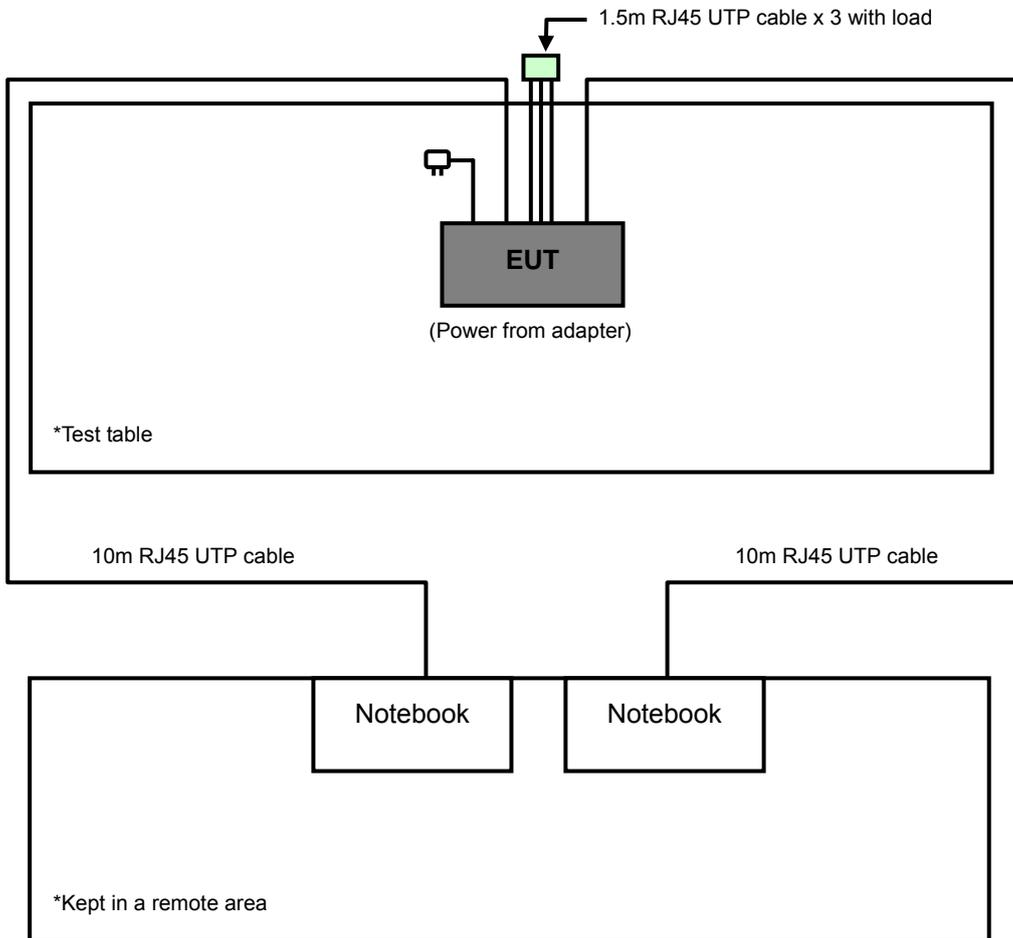 1.5m RJ45 UTP cable x 3 with load
EUT
(Power from adapter)
*Test table
10m RJ45 UTP cable
10m RJ45 UTP cable
Notebook
Notebook
*Kept in a remote area